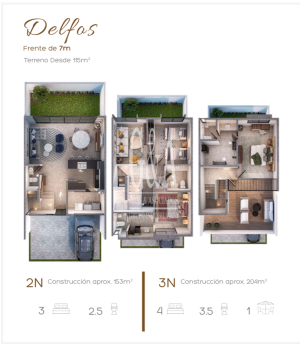 Delfos
Frente de 7m
Terreno Desde 115m²
2N Construcción aprox. 153m²
3N Construcción aprox. 204m²
3 2.5 4 3.5 1